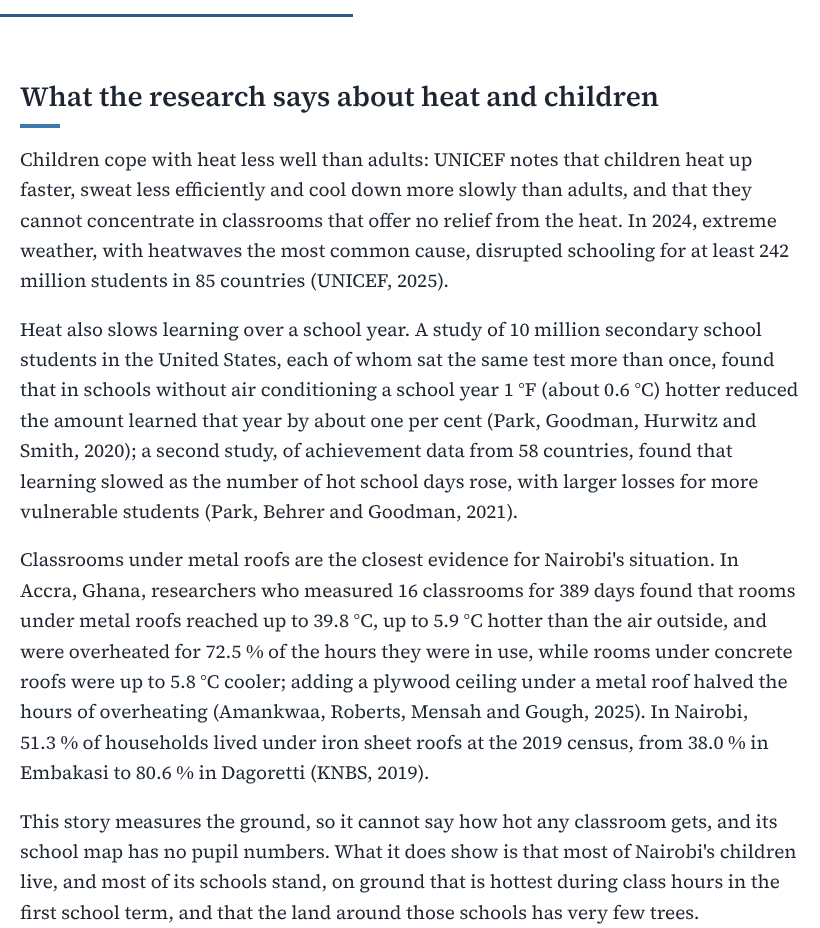 What the research says about heat and children
Children cope with heat less well than adults: UNICEF notes that children heat up
faster, sweat less efficiently and cool down more slowly than adults, and that they
cannot concentrate in classrooms that offer no relief from the heat. In 2024, extreme
weather, with heatwaves the most common cause, disrupted schooling for at least 242
million students in 85 countries (UNICEF, 2025).
Heat also slows learning over a school year. A study of 10 million secondary school
students in the United States, each of whom sat the same test more than once, found
that in schools without air conditioning a school year 1 °F (about 0.6 °C) hotter reduced
the amount learned that year by about one per cent (Park, Goodman, Hurwitz and
Smith, 2020); a second study, of achievement data from 58 countries, found that
learning slowed as the number of hot school days rose, with larger losses for more
vulnerable students (Park, Behrer and Goodman, 2021).
Classrooms under metal roofs are the closest evidence for Nairobi's situation. In
Accra, Ghana, researchers who measured 16 classrooms for 389 days found that rooms
under metal roofs reached up to 39.8 °C, up to 5.9 °C hotter than the air outside, and
were overheated for 72.5 % of the hours they were in use, while rooms under concrete
roofs were up to 5.8 °C cooler; adding a plywood ceiling under a metal roof halved the
hours of overheating (Amankwaa, Roberts, Mensah and Gough, 2025). In Nairobi,
51.3 % of households lived under iron sheet roofs at the 2019 census, from 38.0 % in
Embakasi to 80.6 % in Dagoretti (KNBS, 2019).
This story measures the ground, so it cannot say how hot any classroom gets, and its
school map has no pupil numbers. What it does show is that most of Nairobi's children
live, and most of its schools stand, on ground that is hottest during class hours in the
first school term, and that the land around those schools has very few trees.